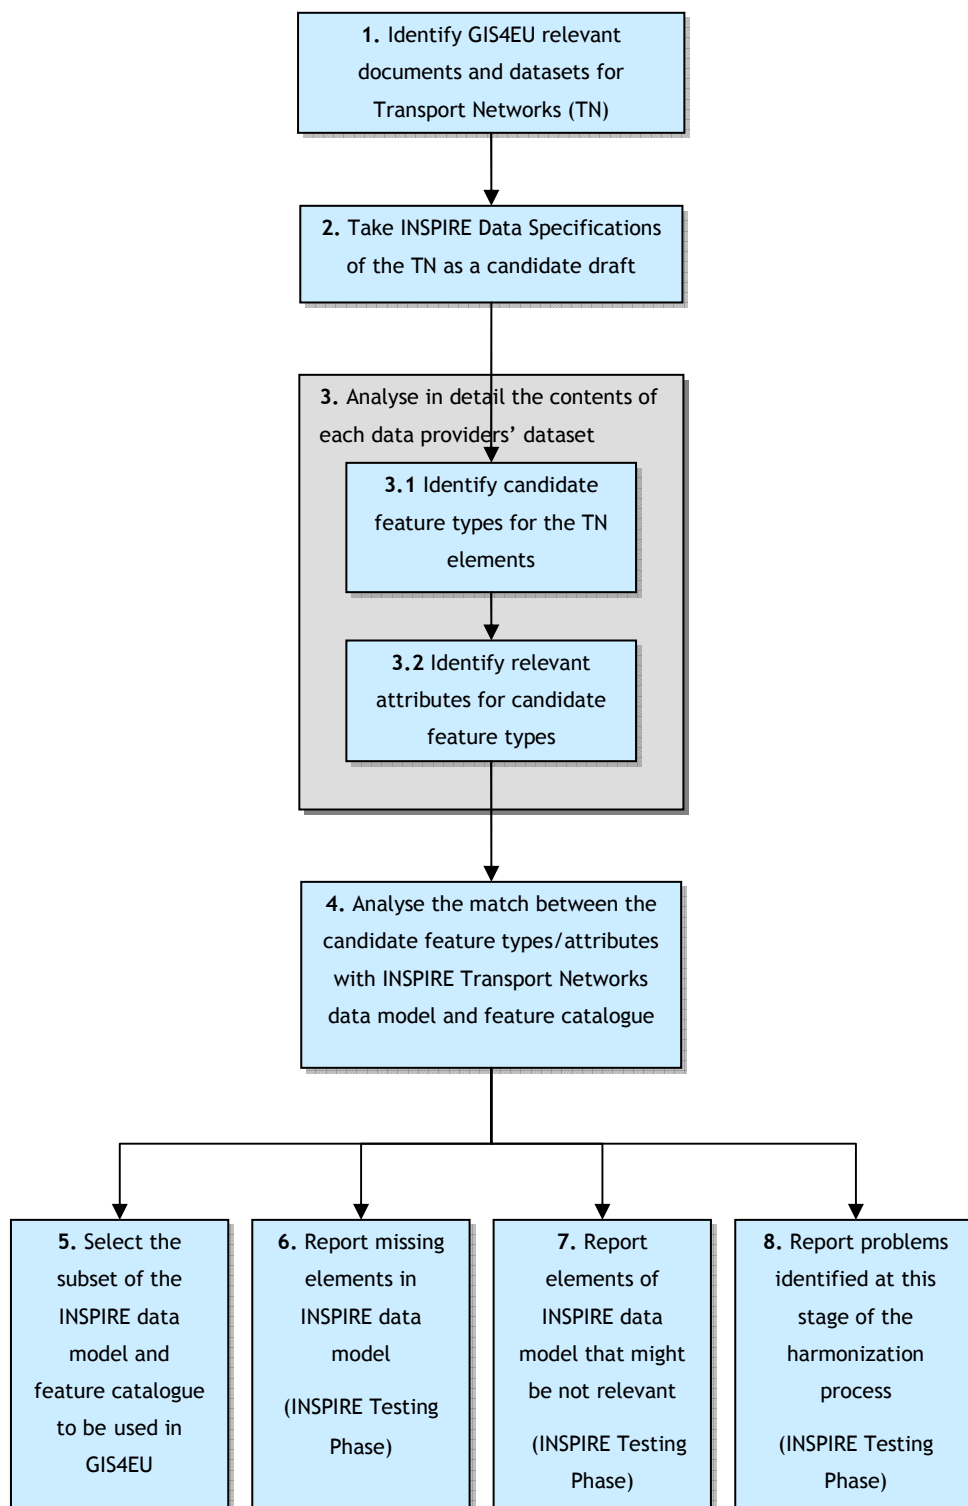 1. Identify GIS4EU relevant
documents and datasets for
Transport Networks (TN)
2. Take INSPIRE Data Specifications
of the TN as a candidate draft
3. Analyse in detail the contents of
each data providers’ dataset
3.1 Identify candidate
feature types for the TN
elements
3.2 Identify relevant
attributes for candidate
feature types
4. Analyse the match between the
candidate feature types/attributes
with INSPIRE Transport Networks
data model and feature catalogue
5. Select the
subset of the
INSPIRE data
model and
feature catalogue
to be used in
GIS4EU
6. Report missing
elements in
INSPIRE data
model
(INSPIRE Testing
Phase)
7. Report
elements of
INSPIRE data
model that might
be not relevant
(INSPIRE Testing
Phase)
8. Report problems
identified at this
stage of the
harmonization
process
(INSPIRE Testing
Phase)